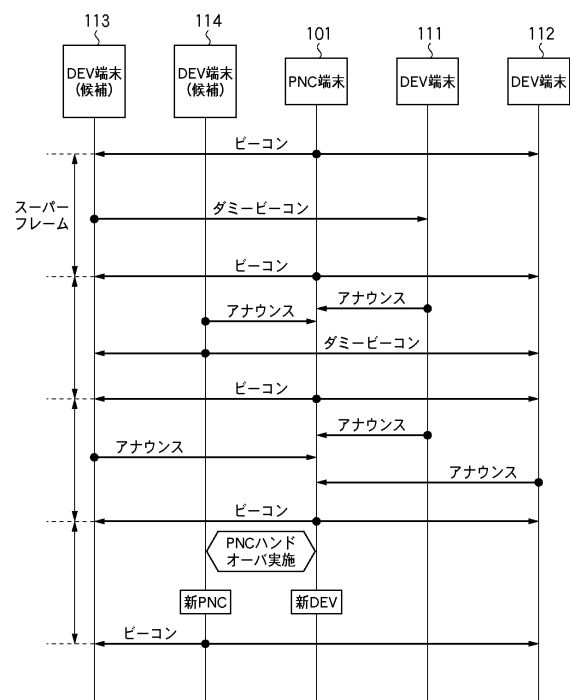 113
114
101
111
112
DEV端末
(候補)
DEV端末
(候補)
PNC端末
DEV端末
DEV端末
ビーコン
スーパー
フレーム
ダミービーコン
ビーコン
アナウンス
アナウンス
ダミービーコン
ビーコン
アナウンス
アナウンス
アナウンス
ビーコン
PNCハンド
オーバ実施
新PNC
新DEV
ビーコン